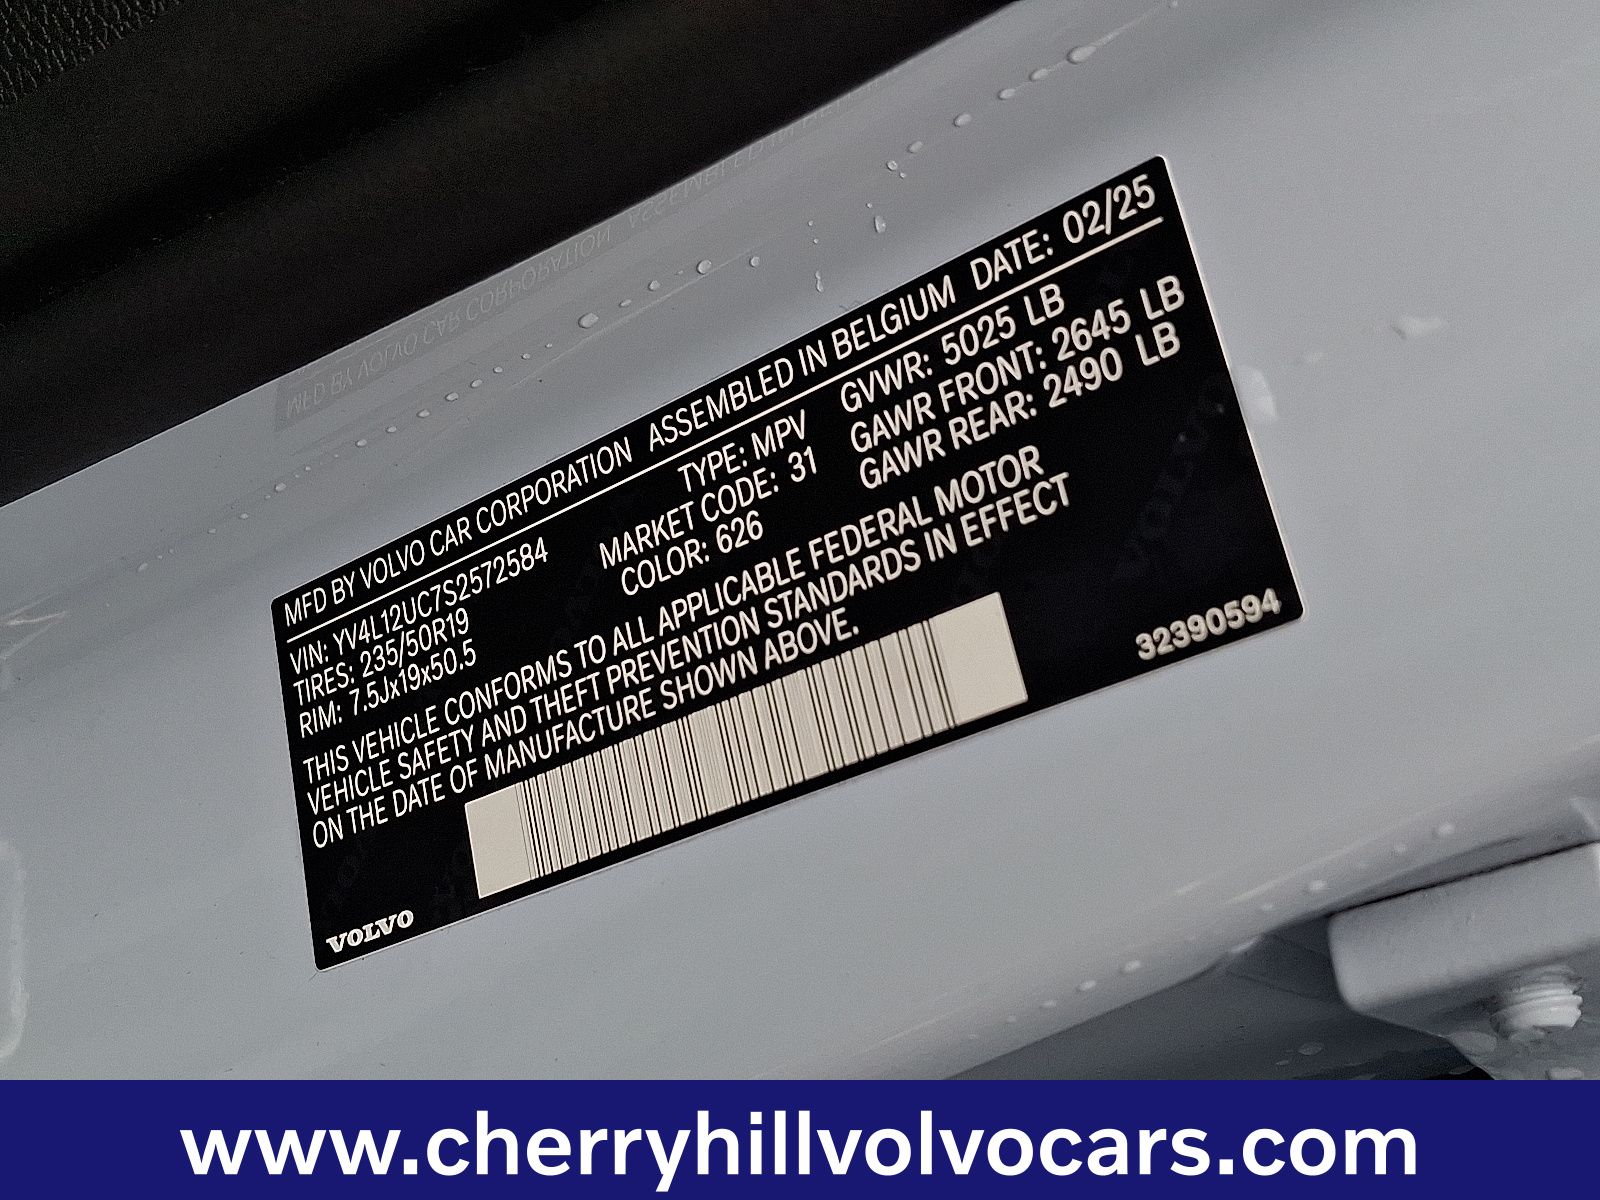 MFD BY VOLVO CAR CORPORATION ASSEMBLED IN BELGIUM DATE: 02/25
VIN: YV4L12UC7S2572584 TYPE: MPV GVWR: 5025 LB
TIRES: 235/50R19 MARKET CODE: 31 GAWR FRONT: 2645 LB
RIM: 7.5Jx19x50.5 COLOR: 626 GAWR REAR: 2490 LB
THIS VEHICLE CONFORMS TO ALL APPLICABLE FEDERAL MOTOR
VEHICLE SAFETY AND THEFT PREVENTION STANDARDS IN EFFECT
ON THE DATE OF MANUFACTURE SHOWN ABOVE.
32390594
VOLVO
www.cherryhillvolvocars.com